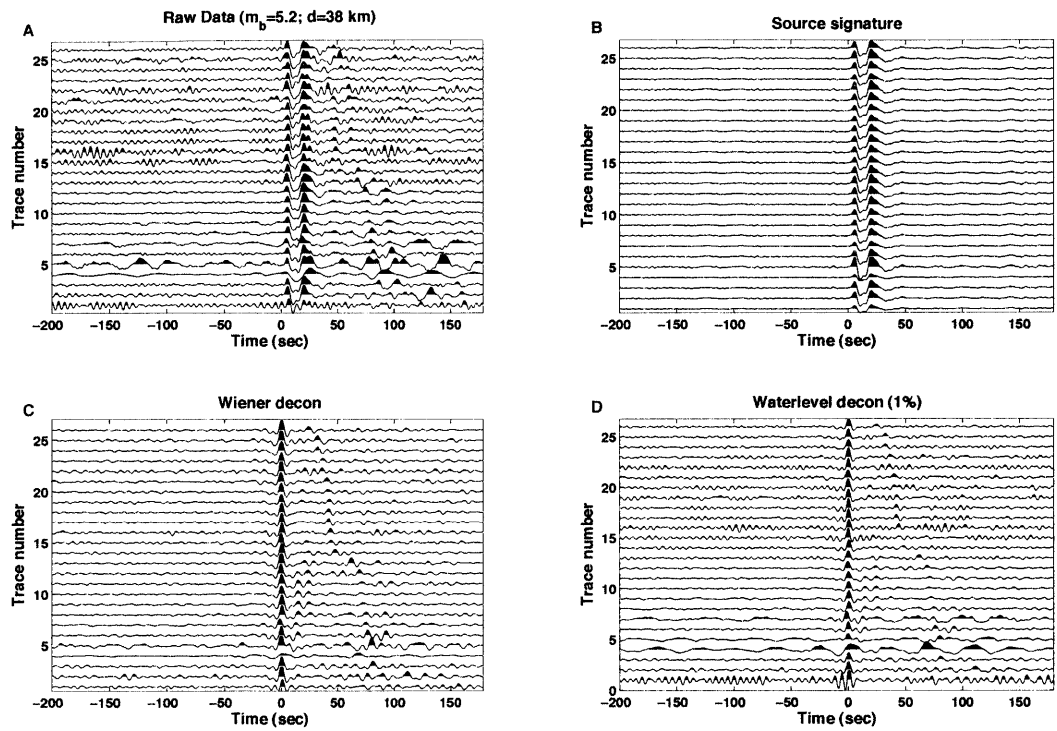 A
Raw Data (m_b=5.2; d=38 km)
Trace number
25
20
15
10
5
−200 −150 −100 −50 0 50 100 150
Time (sec)
B
Source signature
Trace number
25
20
15
10
5
−200 −150 −100 −50 0 50 100 150
Time (sec)
C
Wiener decon
Trace number
25
20
15
10
5
−200 −150 −100 −50 0 50 100 150
Time (sec)
D
Waterlevel decon (1%)
Trace number
25
20
15
10
5
0
−200 −150 −100 −50 0 50 100 150
Time (sec)